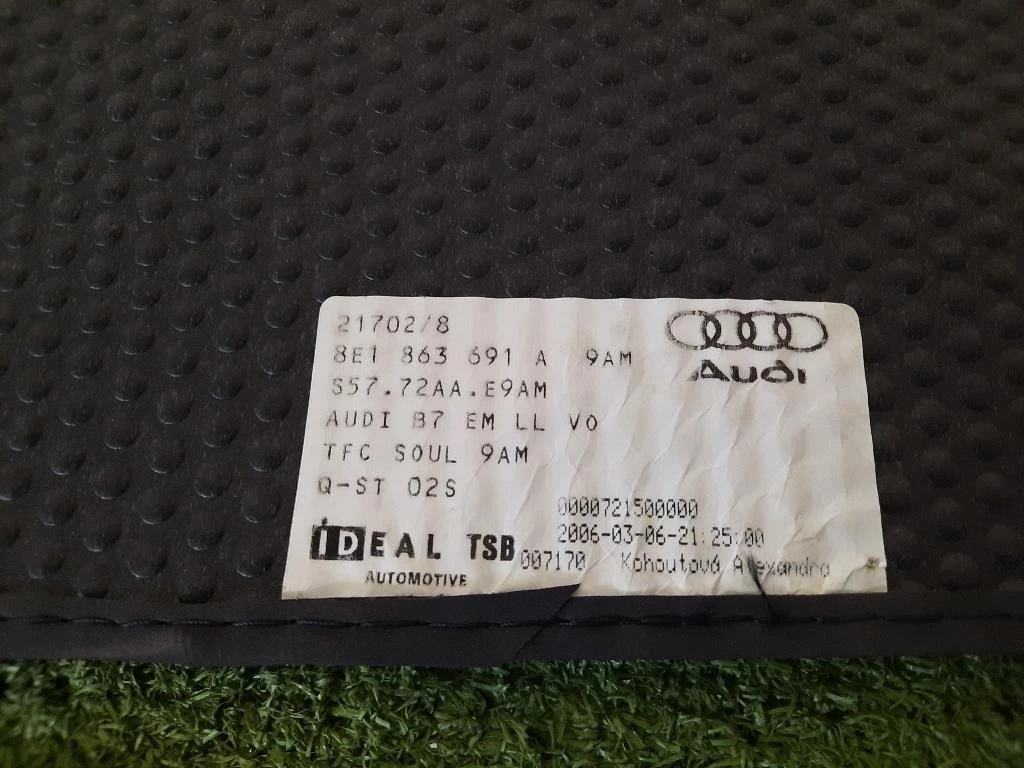 21702/8
8E1 863 691 A 9AM
S57.72AA.E9AM
AUDI B7 EM LL VO
TFC SOUL 9AM
Q-ST 02S
Audi
0000721500000
2006-03-06-21:25:00
007170 Kohoutová Alexandra
iDEAL TSB
AUTOMOTIVE